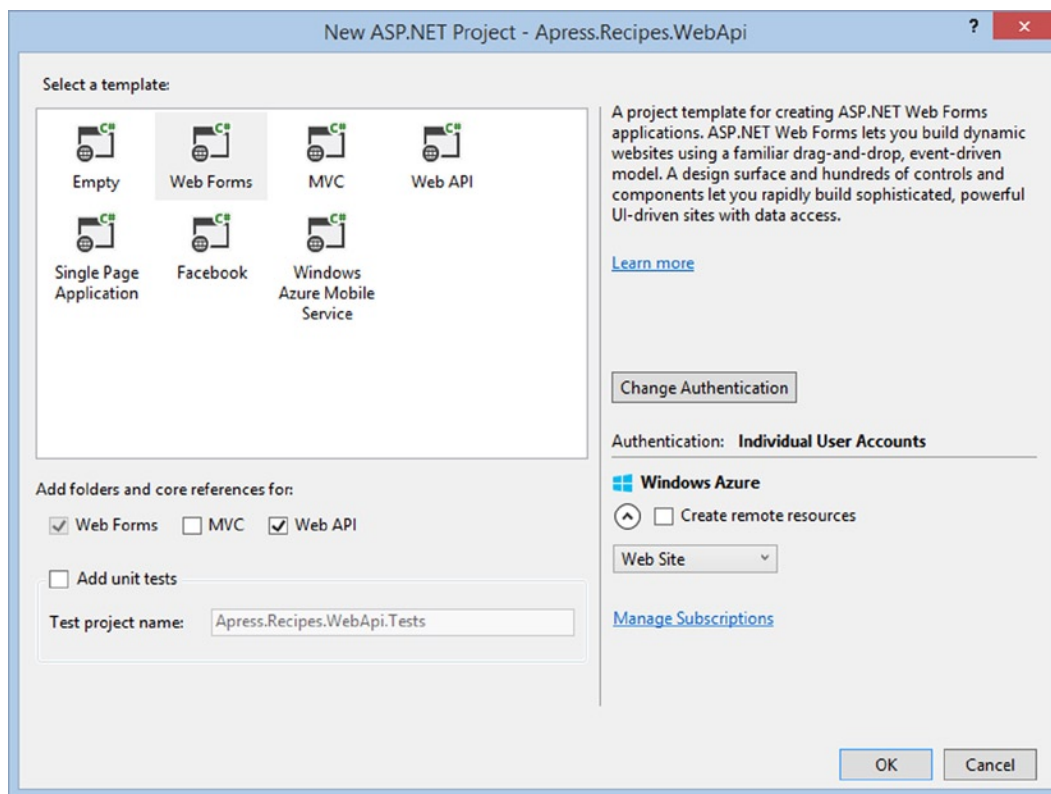 New ASP.NET Project - Apress.Recipes.WebApi
?
x
Select a template:
C#
C#
C#
C#
Empty
Web Forms
MVC
Web API
C#
C#
C#
Single Page
Application
Facebook
Windows
Azure Mobile
Service
Add folders and core references for:
Web Forms
MVC
Web API
Add unit tests
Test project name:
Apress.Recipes.WebApi.Tests
A project template for creating ASP.NET Web Forms
applications. ASP.NET Web Forms lets you build dynamic
websites using a familiar drag-and-drop, event-driven
model. A design surface and hundreds of controls and
components let you rapidly build sophisticated, powerful
UI-driven sites with data access.
Learn more
Change Authentication
Authentication: Individual User Accounts
Windows Azure
Create remote resources
Web Site
Manage Subscriptions
OK
Cancel